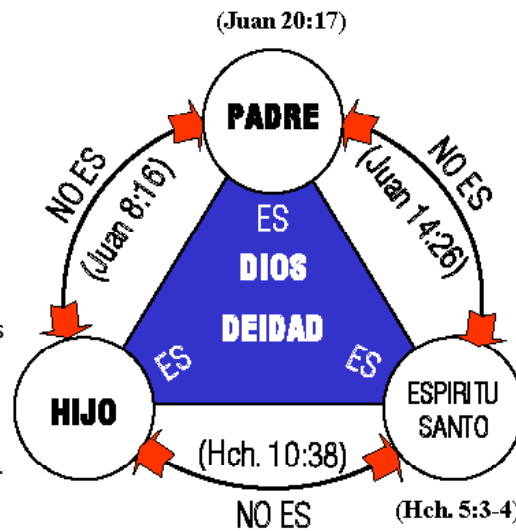 (Juan 20:17)
PADRE
NO ES
(Juan 8:16)
NO ES
(Juan 14:26)
ES
DIOS
DEIDAD
ES
ES
HIJO
ESPIRITU
SANTO
(Hch. 10:38)
NO ES
(Hch. 5:3-4)